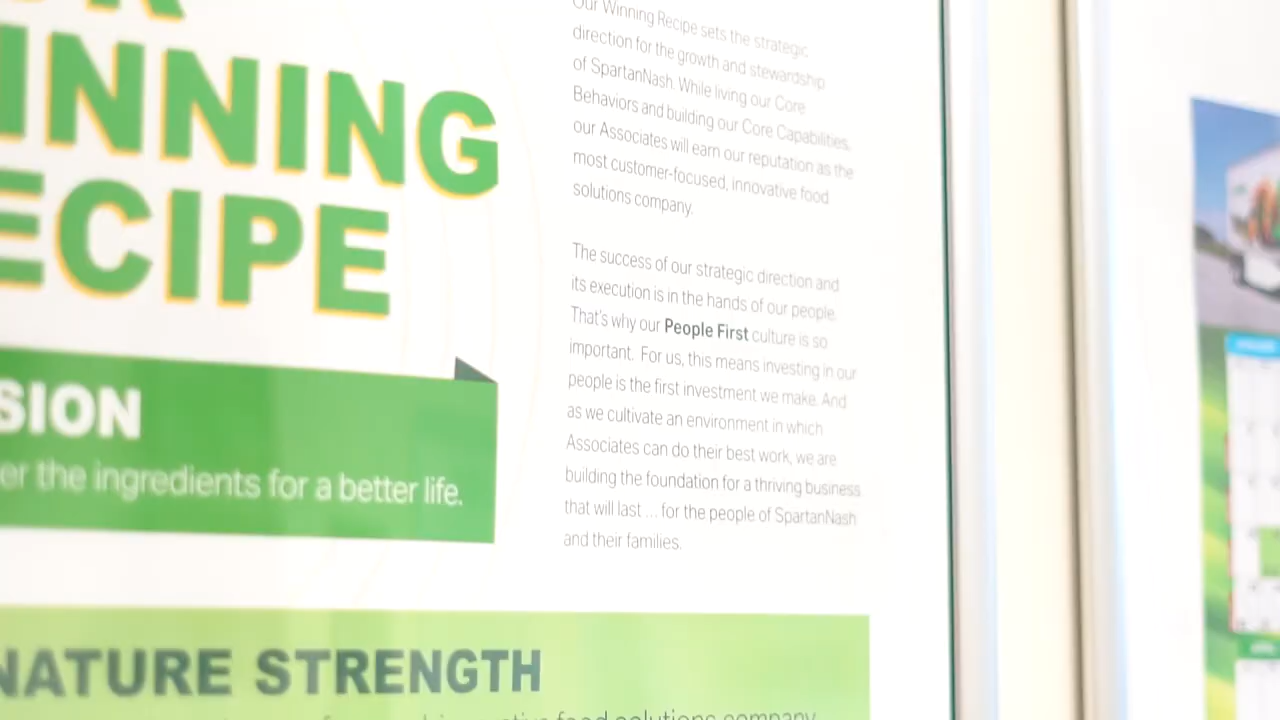 INNING
ECIPE
SION
er the ingredients for a better life.
Our Winning Recipe sets the strategic
direction for the growth and stewardship
of SpartanNash. While living our Core
Behaviors and building our Core Capabilities,
our Associates will earn our reputation as the
most customer-focused, innovative food
solutions company.
The success of our strategic direction and
its execution is in the hands of our people.
That's why our People First culture is so
important. For us, this means investing in our
people is the first investment we make. And
as we cultivate an environment in which
Associates can do their best work, we are
building the foundation for a thriving business
that will last ... for the people of SpartanNash
and their families.
NATURE STRENGTH
food solutions company